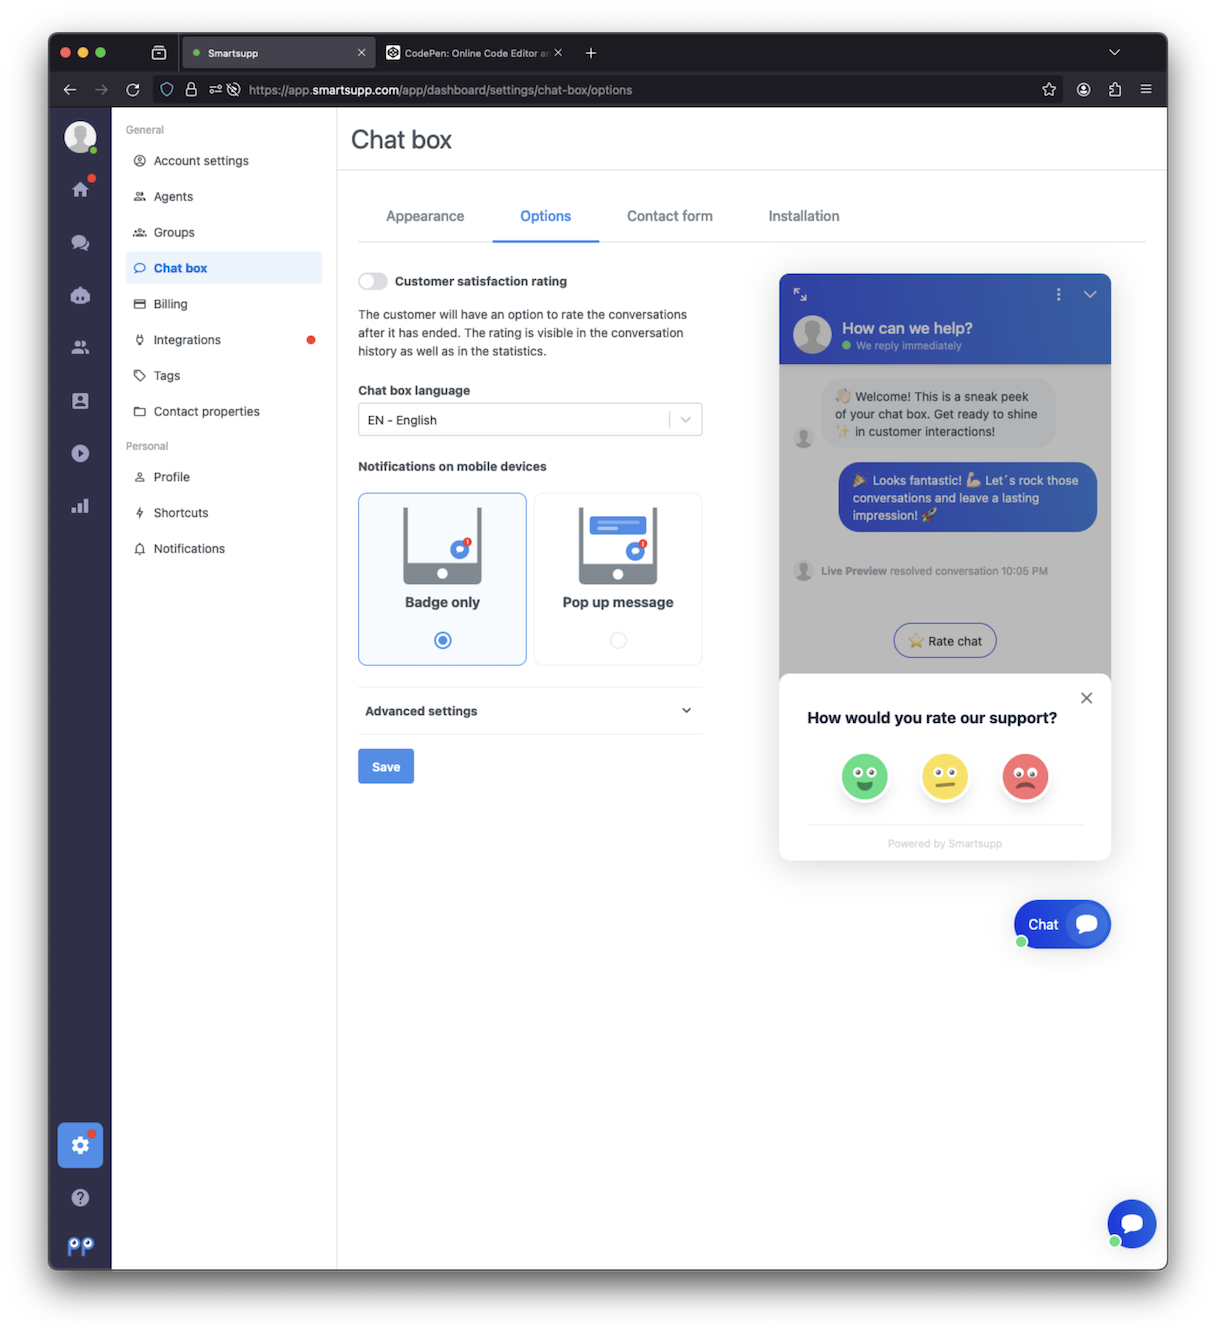 Smartsupp
CodePen: Online Code Editor an
https://app.smartsupp.com/app/dashboard/settings/chat-box/options
General
Account settings
Agents
Groups
Chat box
Billing
Integrations
Tags
Contact properties
Personal
Profile
Shortcuts
Notifications
Chat box
Appearance
Options
Contact form
Installation
Customer satisfaction rating
The customer will have an option to rate the conversations
after it has ended. The rating is visible in the conversation
history as well as in the statistics.
Chat box language
EN - English
Notifications on mobile devices
1
Badge only
1
Pop up message
Advanced settings
Save
How can we help?
We reply immediately
👋🏻 Welcome! This is a sneak peek
of your chat box. Get ready to shine
✨ in customer interactions!
🎉 Looks fantastic! 💪🏻 Let´s rock those
conversations and leave a lasting
impression! 🚀
Live Preview resolved conversation 10:05 PM
⭐ Rate chat
How would you rate our support?
Powered by Smartsupp
Chat